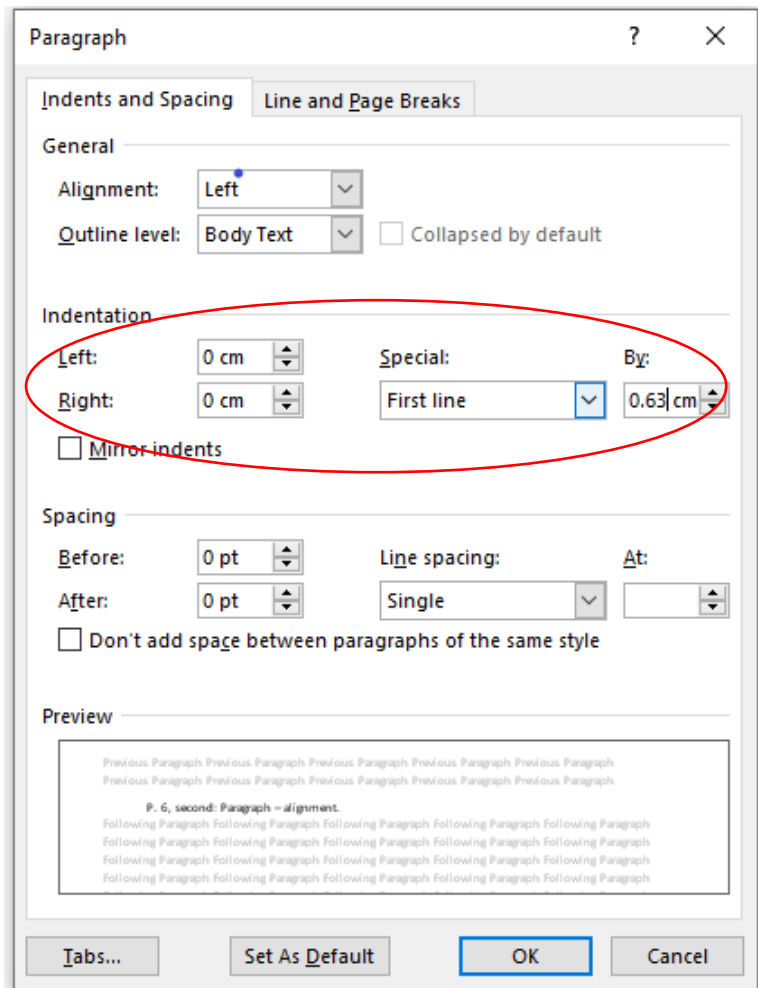 Paragraph ? ×
Indents and Spacing Line and Page Breaks
General
Alignment: Left
Outline level: Body Text Collapsed by default
Indentation
Left: 0 cm Special: By:
Right: 0 cm First line 0.63 cm
Mirror indents
Spacing
Before: 0 pt Line spacing: At:
After: 0 pt Single
Don't add space between paragraphs of the same style
Preview
Previous Paragraph Previous Paragraph Previous Paragraph Previous Paragraph Previous Paragraph
Previous Paragraph Previous Paragraph Previous Paragraph Previous Paragraph Previous Paragraph
P. 6, second: Paragraph – alignment.
Following Paragraph Following Paragraph Following Paragraph Following Paragraph Following Paragraph
Following Paragraph Following Paragraph Following Paragraph Following Paragraph Following Paragraph
Following Paragraph Following Paragraph Following Paragraph Following Paragraph Following Paragraph
Following Paragraph Following Paragraph Following Paragraph Following Paragraph Following Paragraph
Tabs... Set As Default OK Cancel